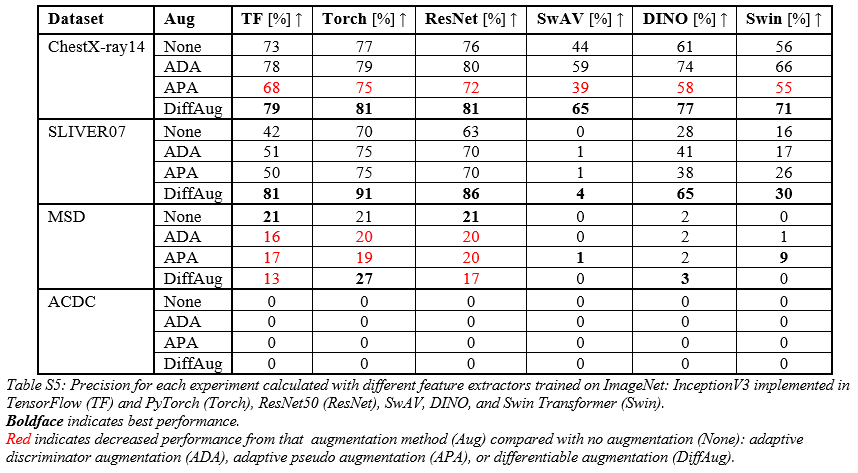 Dataset Aug TF [%] ↑ Torch [%] ↑ ResNet [%] ↑ SwAV [%] ↑ DINO [%] ↑ Swin [%] ↑
ChestX-ray14 None 73 77 76 44 61 56
ADA 78 79 80 59 74 66
APA 68 75 72 39 58 55
DiffAug 79 81 81 65 77 71
SLIVER07 None 42 70 63 0 28 16
ADA 51 75 70 1 41 17
APA 50 75 70 1 38 26
DiffAug 81 91 86 4 65 30
MSD None 21 21 21 0 2 0
ADA 16 20 20 0 2 1
APA 17 19 20 1 2 9
DiffAug 13 27 17 0 3 0
ACDC None 0 0 0 0 0 0
ADA 0 0 0 0 0 0
APA 0 0 0 0 0 0
DiffAug 0 0 0 0 0 0
Table S5: Precision for each experiment calculated with different feature extractors trained on ImageNet: InceptionV3 implemented in
TensorFlow (TF) and PyTorch (Torch), ResNet50 (ResNet), SwAV, DINO, and Swin Transformer (Swin).
Boldface indicates best performance.
Red indicates decreased performance from that augmentation method (Aug) compared with no augmentation (None): adaptive
discriminator augmentation (ADA), adaptive pseudo augmentation (APA), or differentiable augmentation (DiffAug).